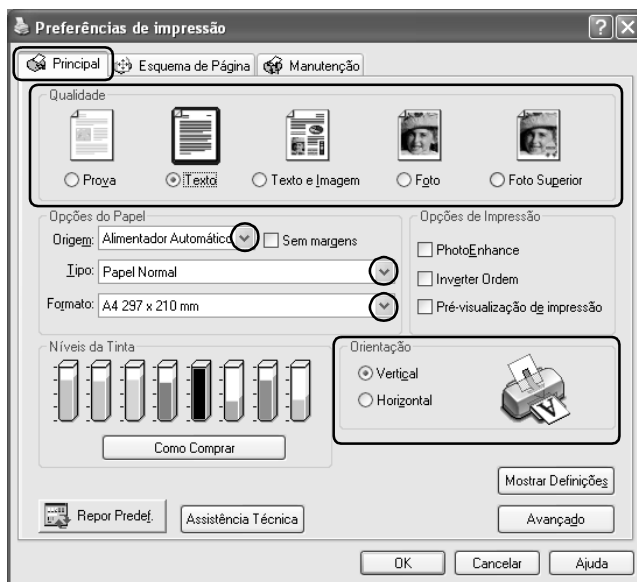 Preferências de impressão
Principal Esquema de Página Manutenção
Qualidade
Prova Texto Texto e Imagem Foto Foto Superior
Opções do Papel
Origem: Alimentador Automático Sem margens
Tipo: Papel Normal
Formato: A4 297 x 210 mm
Opções de Impressão
PhotoEnhance
Inverter Ordem
Pré-visualização de impressão
Níveis da Tinta
Como Comprar
Orientação
Vertical
Horizontal
A
Mostrar Definições
Repor Predef. Assistência Técnica Avançado
OK Cancelar Ajuda